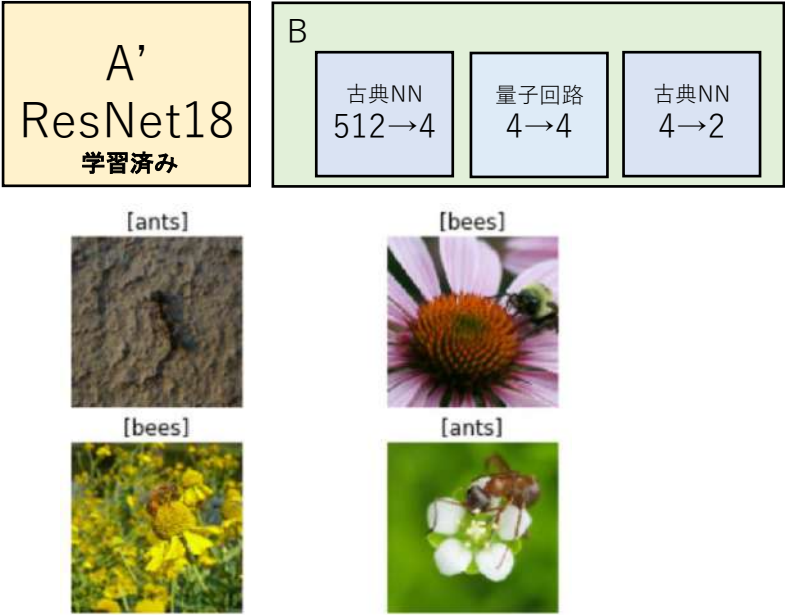 A’
ResNet18
学習済み
B
古典NN
512→4
量子回路
4→4
古典NN
4→2
[ants]
[bees]
[bees]
[ants]